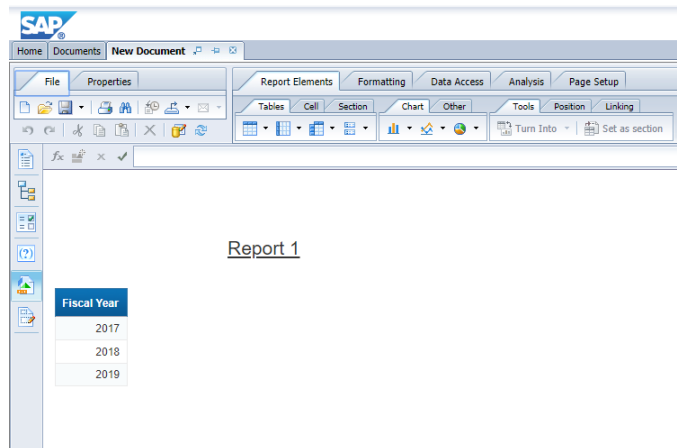 SAP
Home Documents New Document
File Properties Report Elements Formatting Data Access Analysis Page Setup
Tables Cell Section Chart Other Tools Position Linking
Turn Into Set as section
fx
Report 1
Fiscal Year
2017
2018
2019